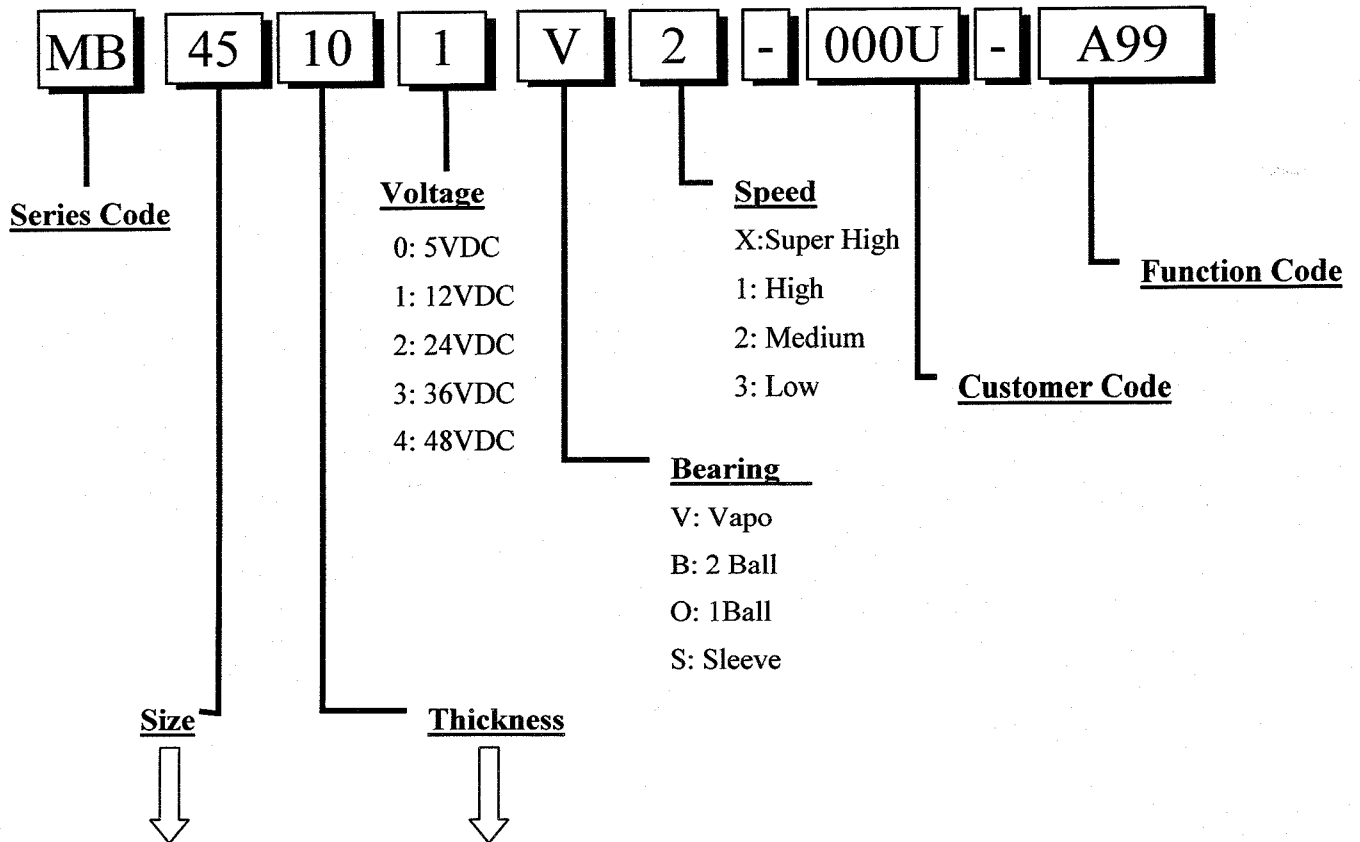 MB 45 10 1 V 2 - 000U - A99
Series Code
Voltage
0: 5VDC
1: 12VDC
2: 24VDC
3: 36VDC
4: 48VDC
Speed
X:Super High
1: High
2: Medium
3: Low
Function Code
Customer Code
Bearing
V: Vapo
B: 2 Ball
O: 1Ball
S: Sleeve
Size
Thickness